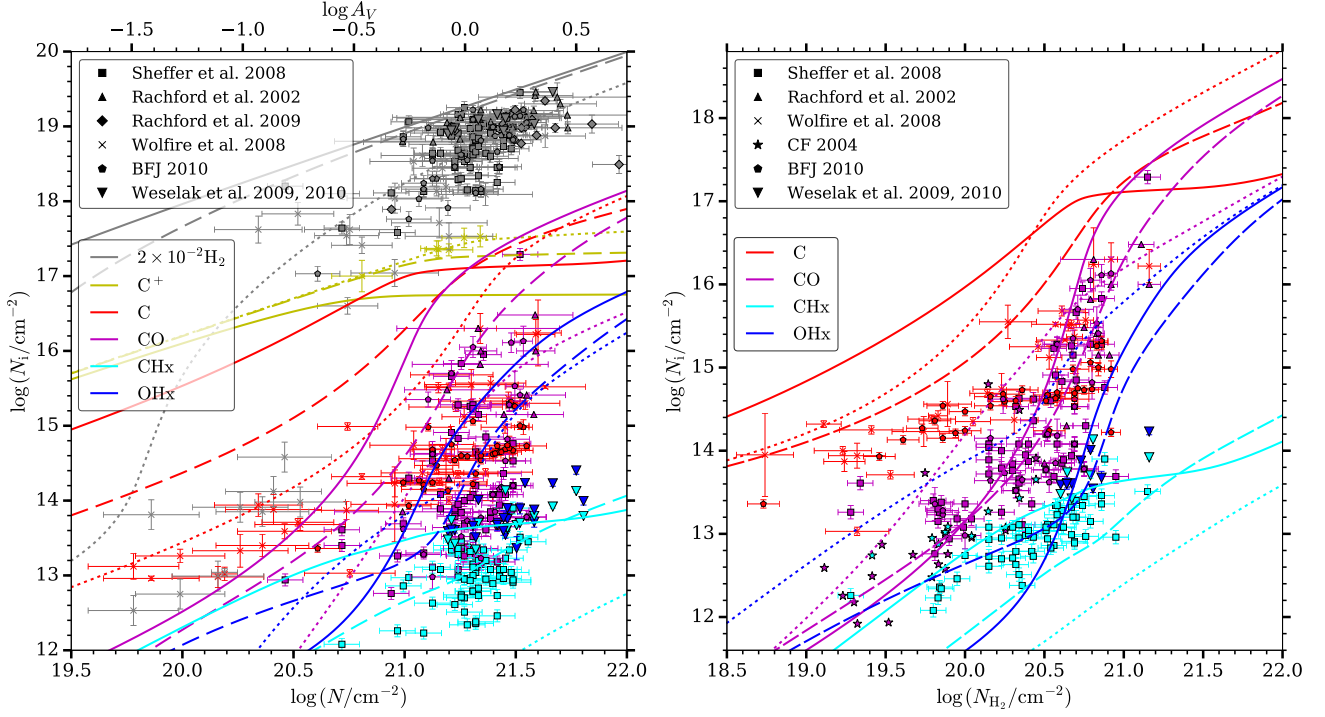 log A_V
−1.5 −1.0 −0.5 0.0 0.5
20
19
18
17
16
15
14
13
12
log (N_i/cm^−2)
Sheffer et al. 2008
Rachford et al. 2002
Rachford et al. 2009
Wolfire et al. 2008
BFJ 2010
Weselak et al. 2009, 2010
2 × 10^−2 H_2
C^+
C
CO
CHx
OHx
19.5 20.0 20.5 21.0 21.5 22.0
log (N/cm^−2)
18
17
16
15
14
13
12
log (N_i/cm^−2)
Sheffer et al. 2008
Rachford et al. 2002
Wolfire et al. 2008
CF 2004
BFJ 2010
Weselak et al. 2009, 2010
C
CO
CHx
OHx
18.5 19.0 19.5 20.0 20.5 21.0 21.5 22.0
log (N_H_2/cm^−2)